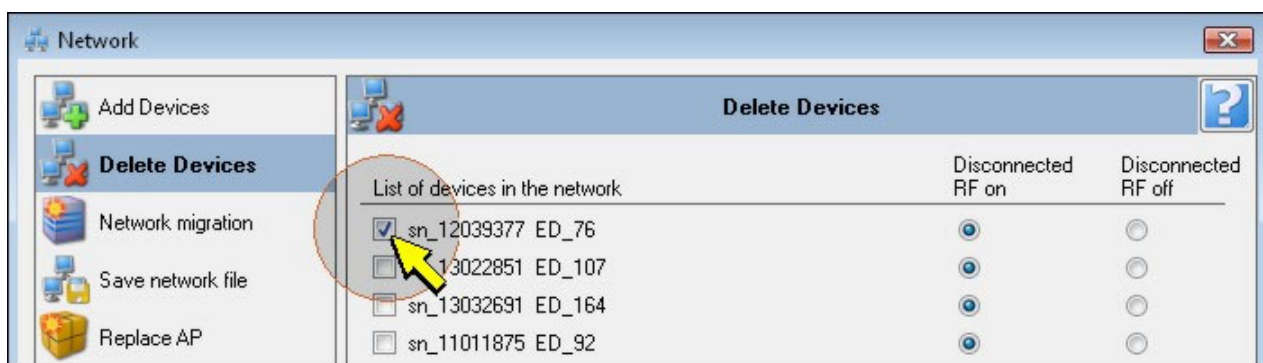 Network
Add Devices
Delete Devices
Network migration
Save network file
Replace AP
Delete Devices
List of devices in the network
Disconnected
RF on
Disconnected
RF off
sn_12039377 ED_76
13022851 ED_107
sn_13032691 ED_164
sn_11011875 ED_92